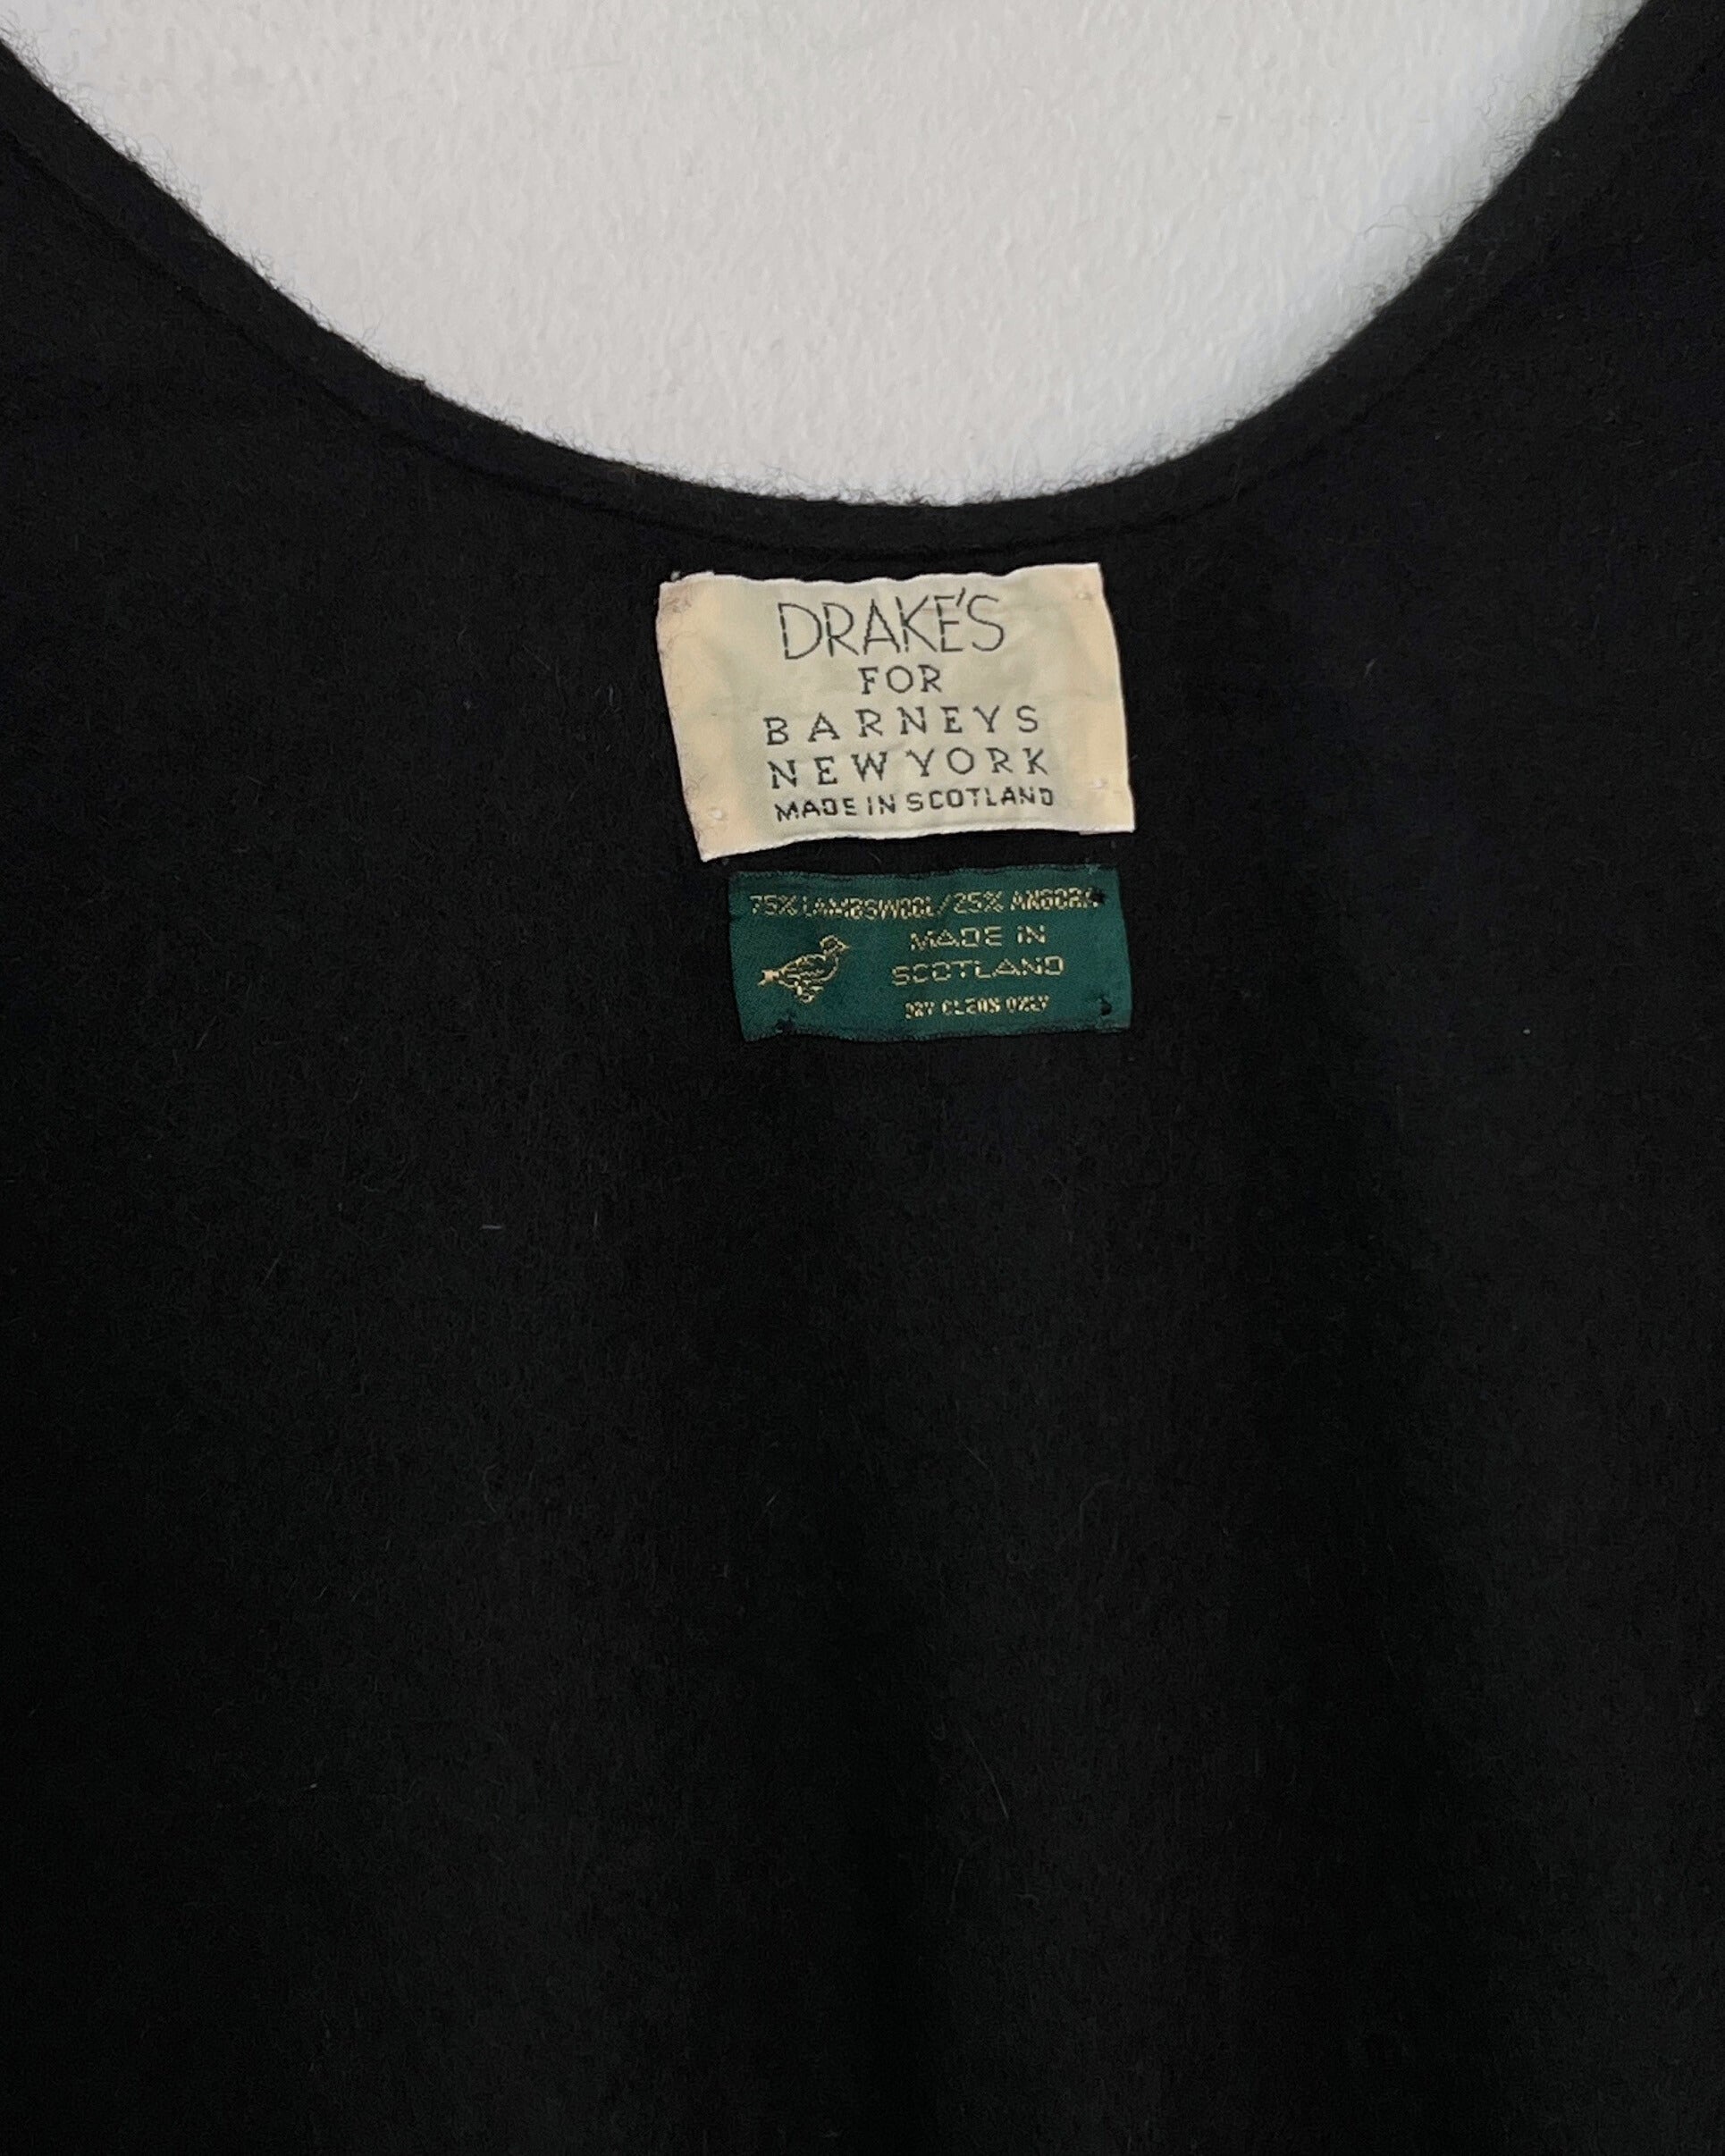 DRAKE'S
FOR
BARNEYS
NEW YORK
MADE IN SCOTLAND
75% LAMBSWOOL/25% ANGORA
MADE IN
SCOTLAND
DRY CLEAN ONLY